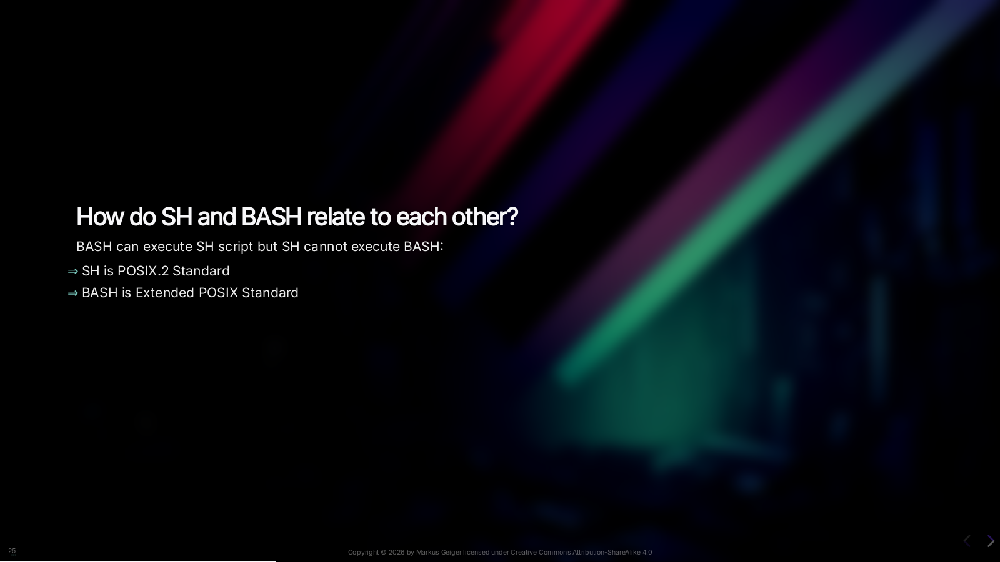 How do SH and BASH relate to each other?
BASH can execute SH script but SH cannot execute BASH:
⇒ SH is POSIX.2 Standard
⇒ BASH is Extended POSIX Standard
25
Copyright © 2026 by Markus Geiger licensed under Creative Commons Attribution-ShareAlike 4.0